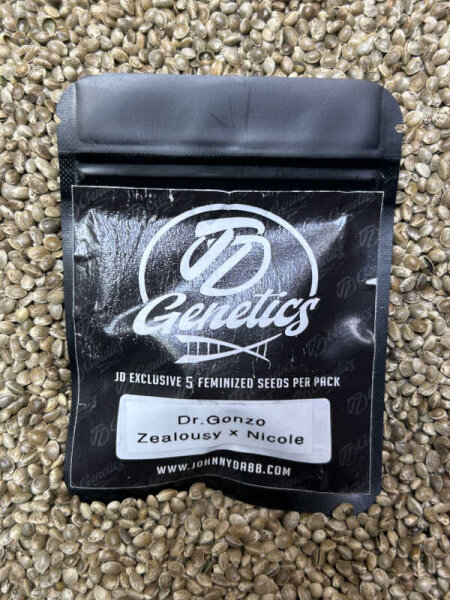 JD
Genetics
JD EXCLUSIVE 5 FEMINIZED SEEDS PER PACK
Dr.Gonzo
Zealousy x Nicole
WWW.JOHNNYDABB.COM